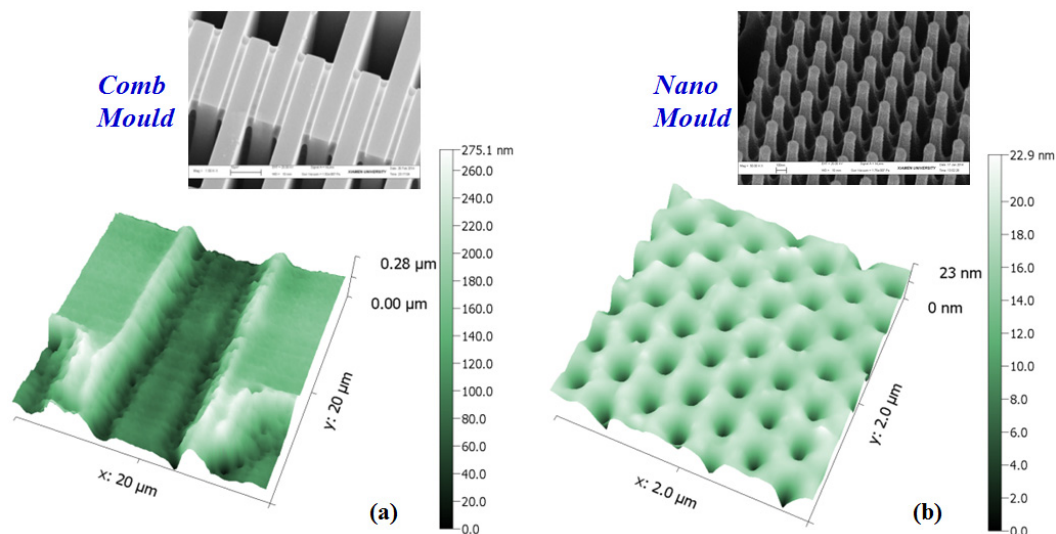 Comb
Mould
Nano
Mould
XIAMEN UNIVERSITY
XIAMEN UNIVERSITY
275.1 nm
260.0
240.0
220.0
200.0
180.0
160.0
140.0
120.0
100.0
80.0
60.0
40.0
20.0
0.0
0.28 µm
0.00 µm
y: 20 µm
x: 20 µm
(a)
22.9 nm
20.0
18.0
16.0
14.0
12.0
10.0
8.0
6.0
4.0
2.0
0.0
23 nm
0 nm
y: 2.0 µm
x: 2.0 µm
(b)